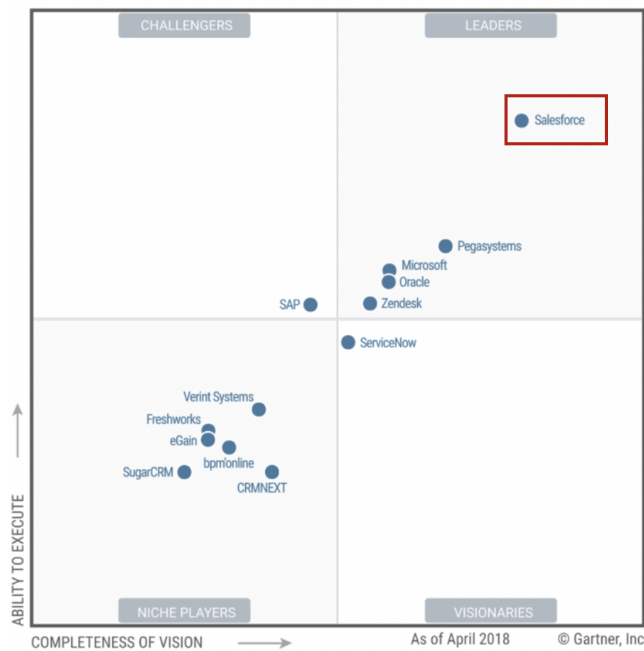 CHALLENGERS
LEADERS
Salesforce
Pegasystems
Microsoft
Oracle
SAP
Zendesk
ServiceNow
Verint Systems
Freshworks
eGain
bpm'online
SugarCRM
CRMNEXT
ABILITY TO EXECUTE
NICHE PLAYERS
VISIONARIES
COMPLETENESS OF VISION
As of April 2018
© Gartner, Inc